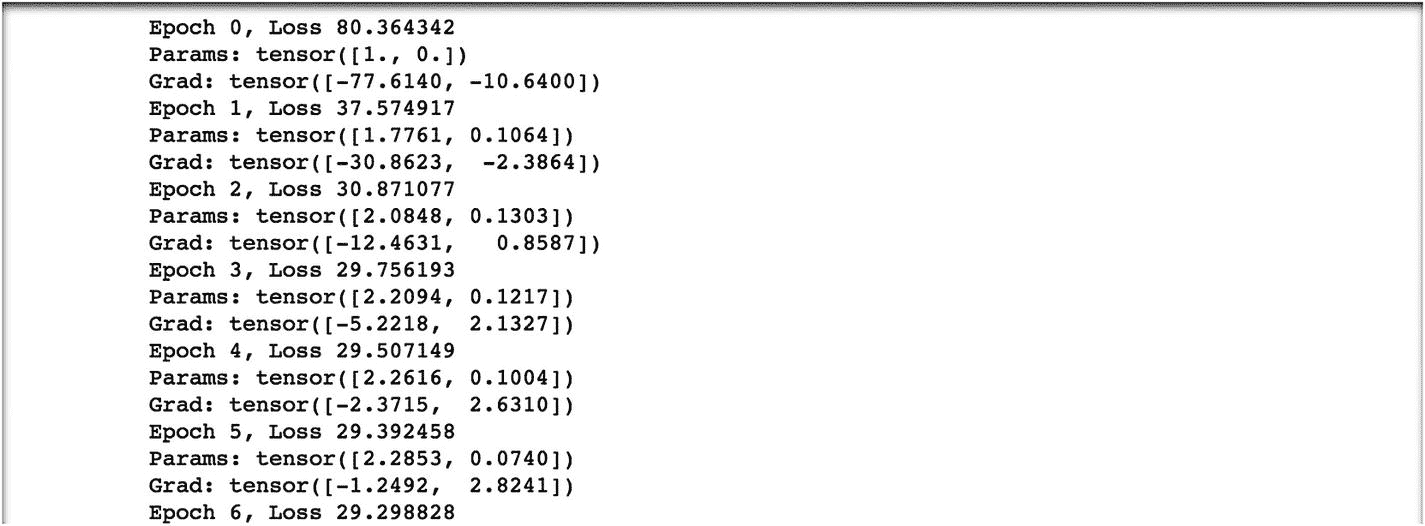 Epoch 0, Loss 80.364342
Params: tensor([1., 0.])
Grad: tensor([-77.6140, -10.6400])
Epoch 1, Loss 37.574917
Params: tensor([1.7761, 0.1064])
Grad: tensor([-30.8623,  -2.3864])
Epoch 2, Loss 30.871077
Params: tensor([2.0848, 0.1303])
Grad: tensor([-12.4631,   0.8587])
Epoch 3, Loss 29.756193
Params: tensor([2.2094, 0.1217])
Grad: tensor([-5.2218,  2.1327])
Epoch 4, Loss 29.507149
Params: tensor([2.2616, 0.1004])
Grad: tensor([-2.3715,  2.6310])
Epoch 5, Loss 29.392458
Params: tensor([2.2853, 0.0740])
Grad: tensor([-1.2492,  2.8241])
Epoch 6, Loss 29.298828